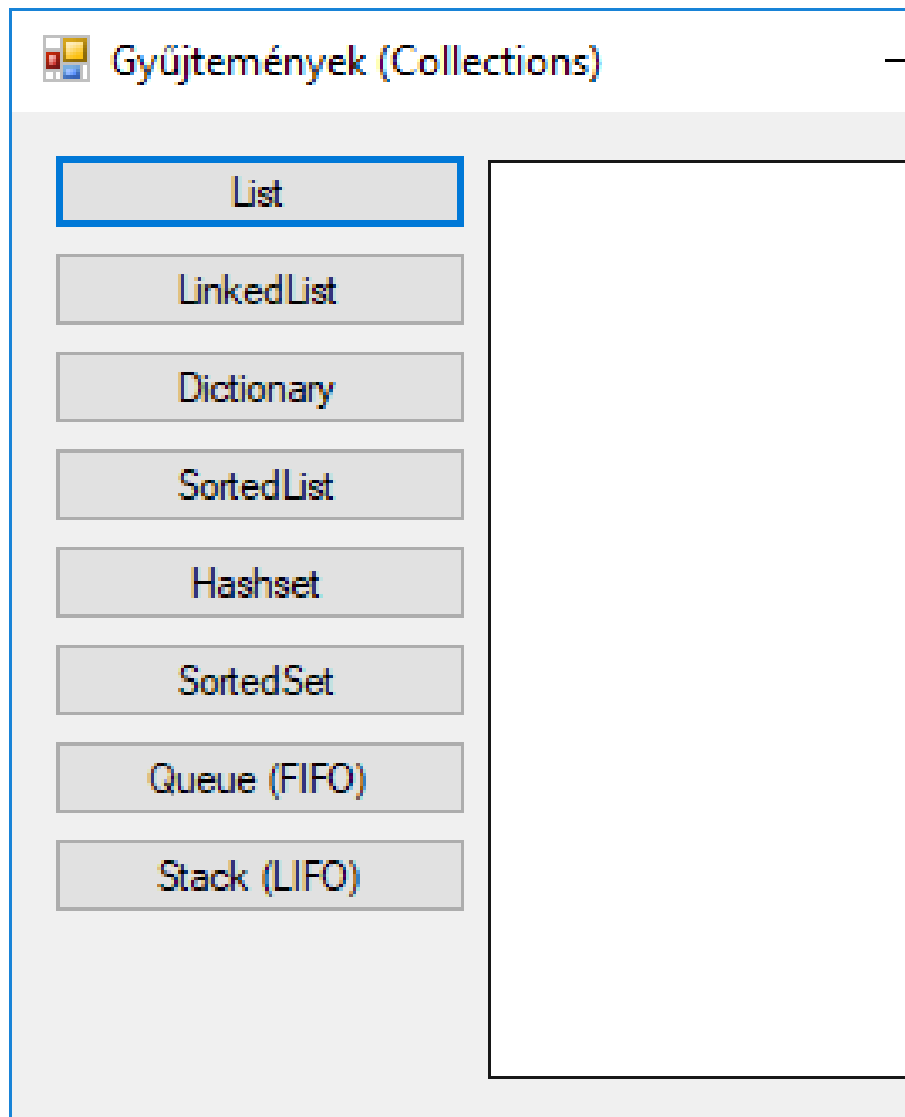 Gyűjtemények (Collections)
List
LinkedList
Dictionary
SortedList
Hashset
SortedSet
Queue (FIFO)
Stack (LIFO)